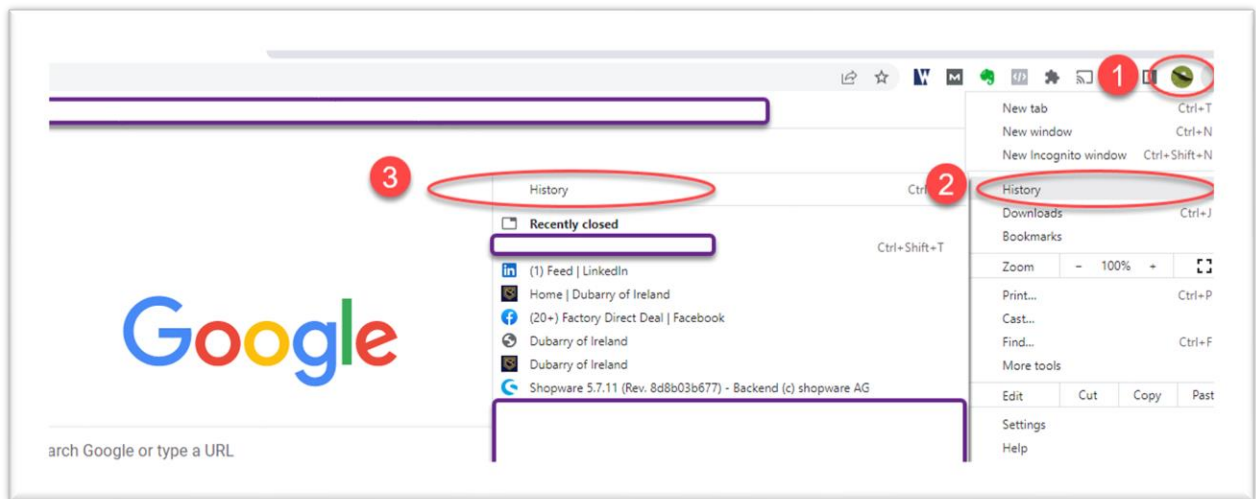 1
New tab Ctrl+T
New window Ctrl+N
New Incognito window Ctrl+Shift+N
3
History
2
History
Recently closed
Downloads Ctrl+J
Ctrl+Shift+T
Bookmarks
(1) Feed | LinkedIn
Zoom - 100% +
Home | Dubarry of Ireland
Print... Ctrl+P
(20+) Factory Direct Deal | Facebook
Cast...
Dubarry of Ireland
Find... Ctrl+F
Dubarry of Ireland
More tools
Shopware 5.7.11 (Rev. 8d8b03b677) - Backend (c) shopware AG
Edit Cut Copy Past
Google
Settings
arch Google or type a URL
Help